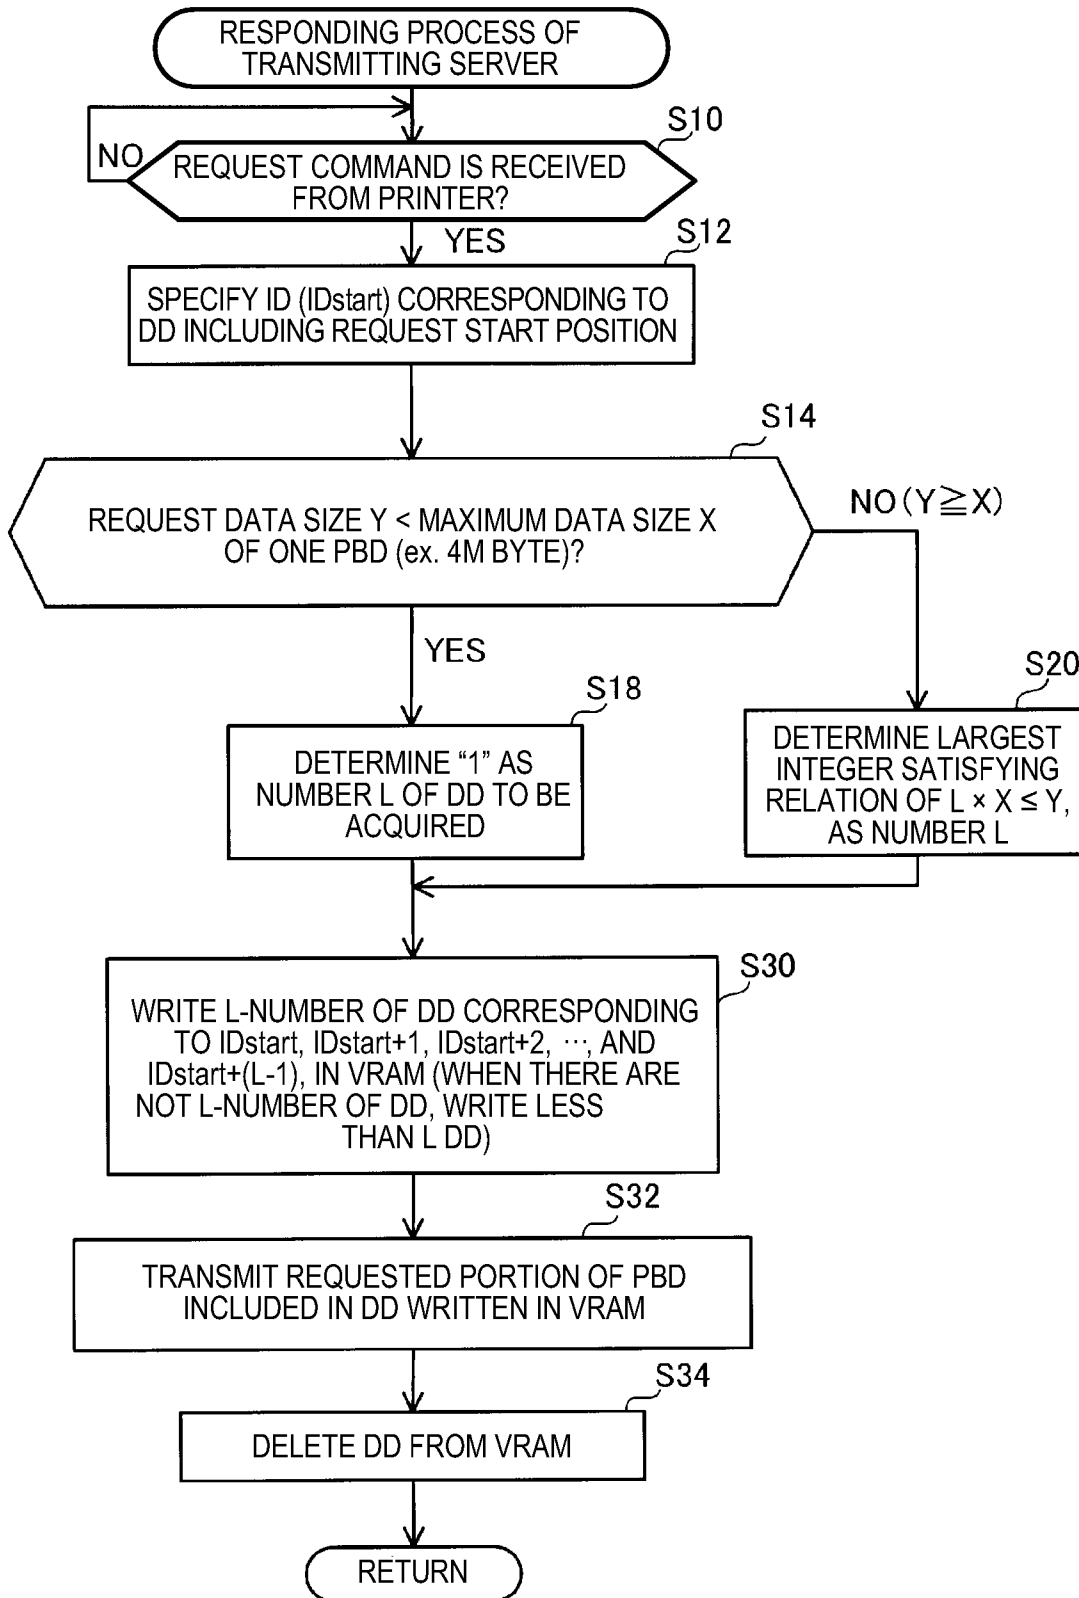 RESPONDING PROCESS OF
TRANSMITTING SERVER
S10
NO
REQUEST COMMAND IS RECEIVED
FROM PRINTER?
YES
S12
SPECIFY ID (IDstart) CORRESPONDING TO
DD INCLUDING REQUEST START POSITION
S14
REQUEST DATA SIZE Y < MAXIMUM DATA SIZE X
OF ONE PBD (ex. 4M BYTE)?
NO (Y≧X)
YES
S18
S20
DETERMINE “1” AS
NUMBER L OF DD TO BE
ACQUIRED
DETERMINE LARGEST
INTEGER SATISFYING
RELATION OF L × X ≤ Y,
AS NUMBER L
S30
WRITE L-NUMBER OF DD CORRESPONDING
TO IDstart, IDstart+1, IDstart+2, ⋯, AND
IDstart+(L-1), IN VRAM (WHEN THERE ARE
NOT L-NUMBER OF DD, WRITE LESS
THAN L DD)
S32
TRANSMIT REQUESTED PORTION OF PBD
INCLUDED IN DD WRITTEN IN VRAM
S34
DELETE DD FROM VRAM
RETURN